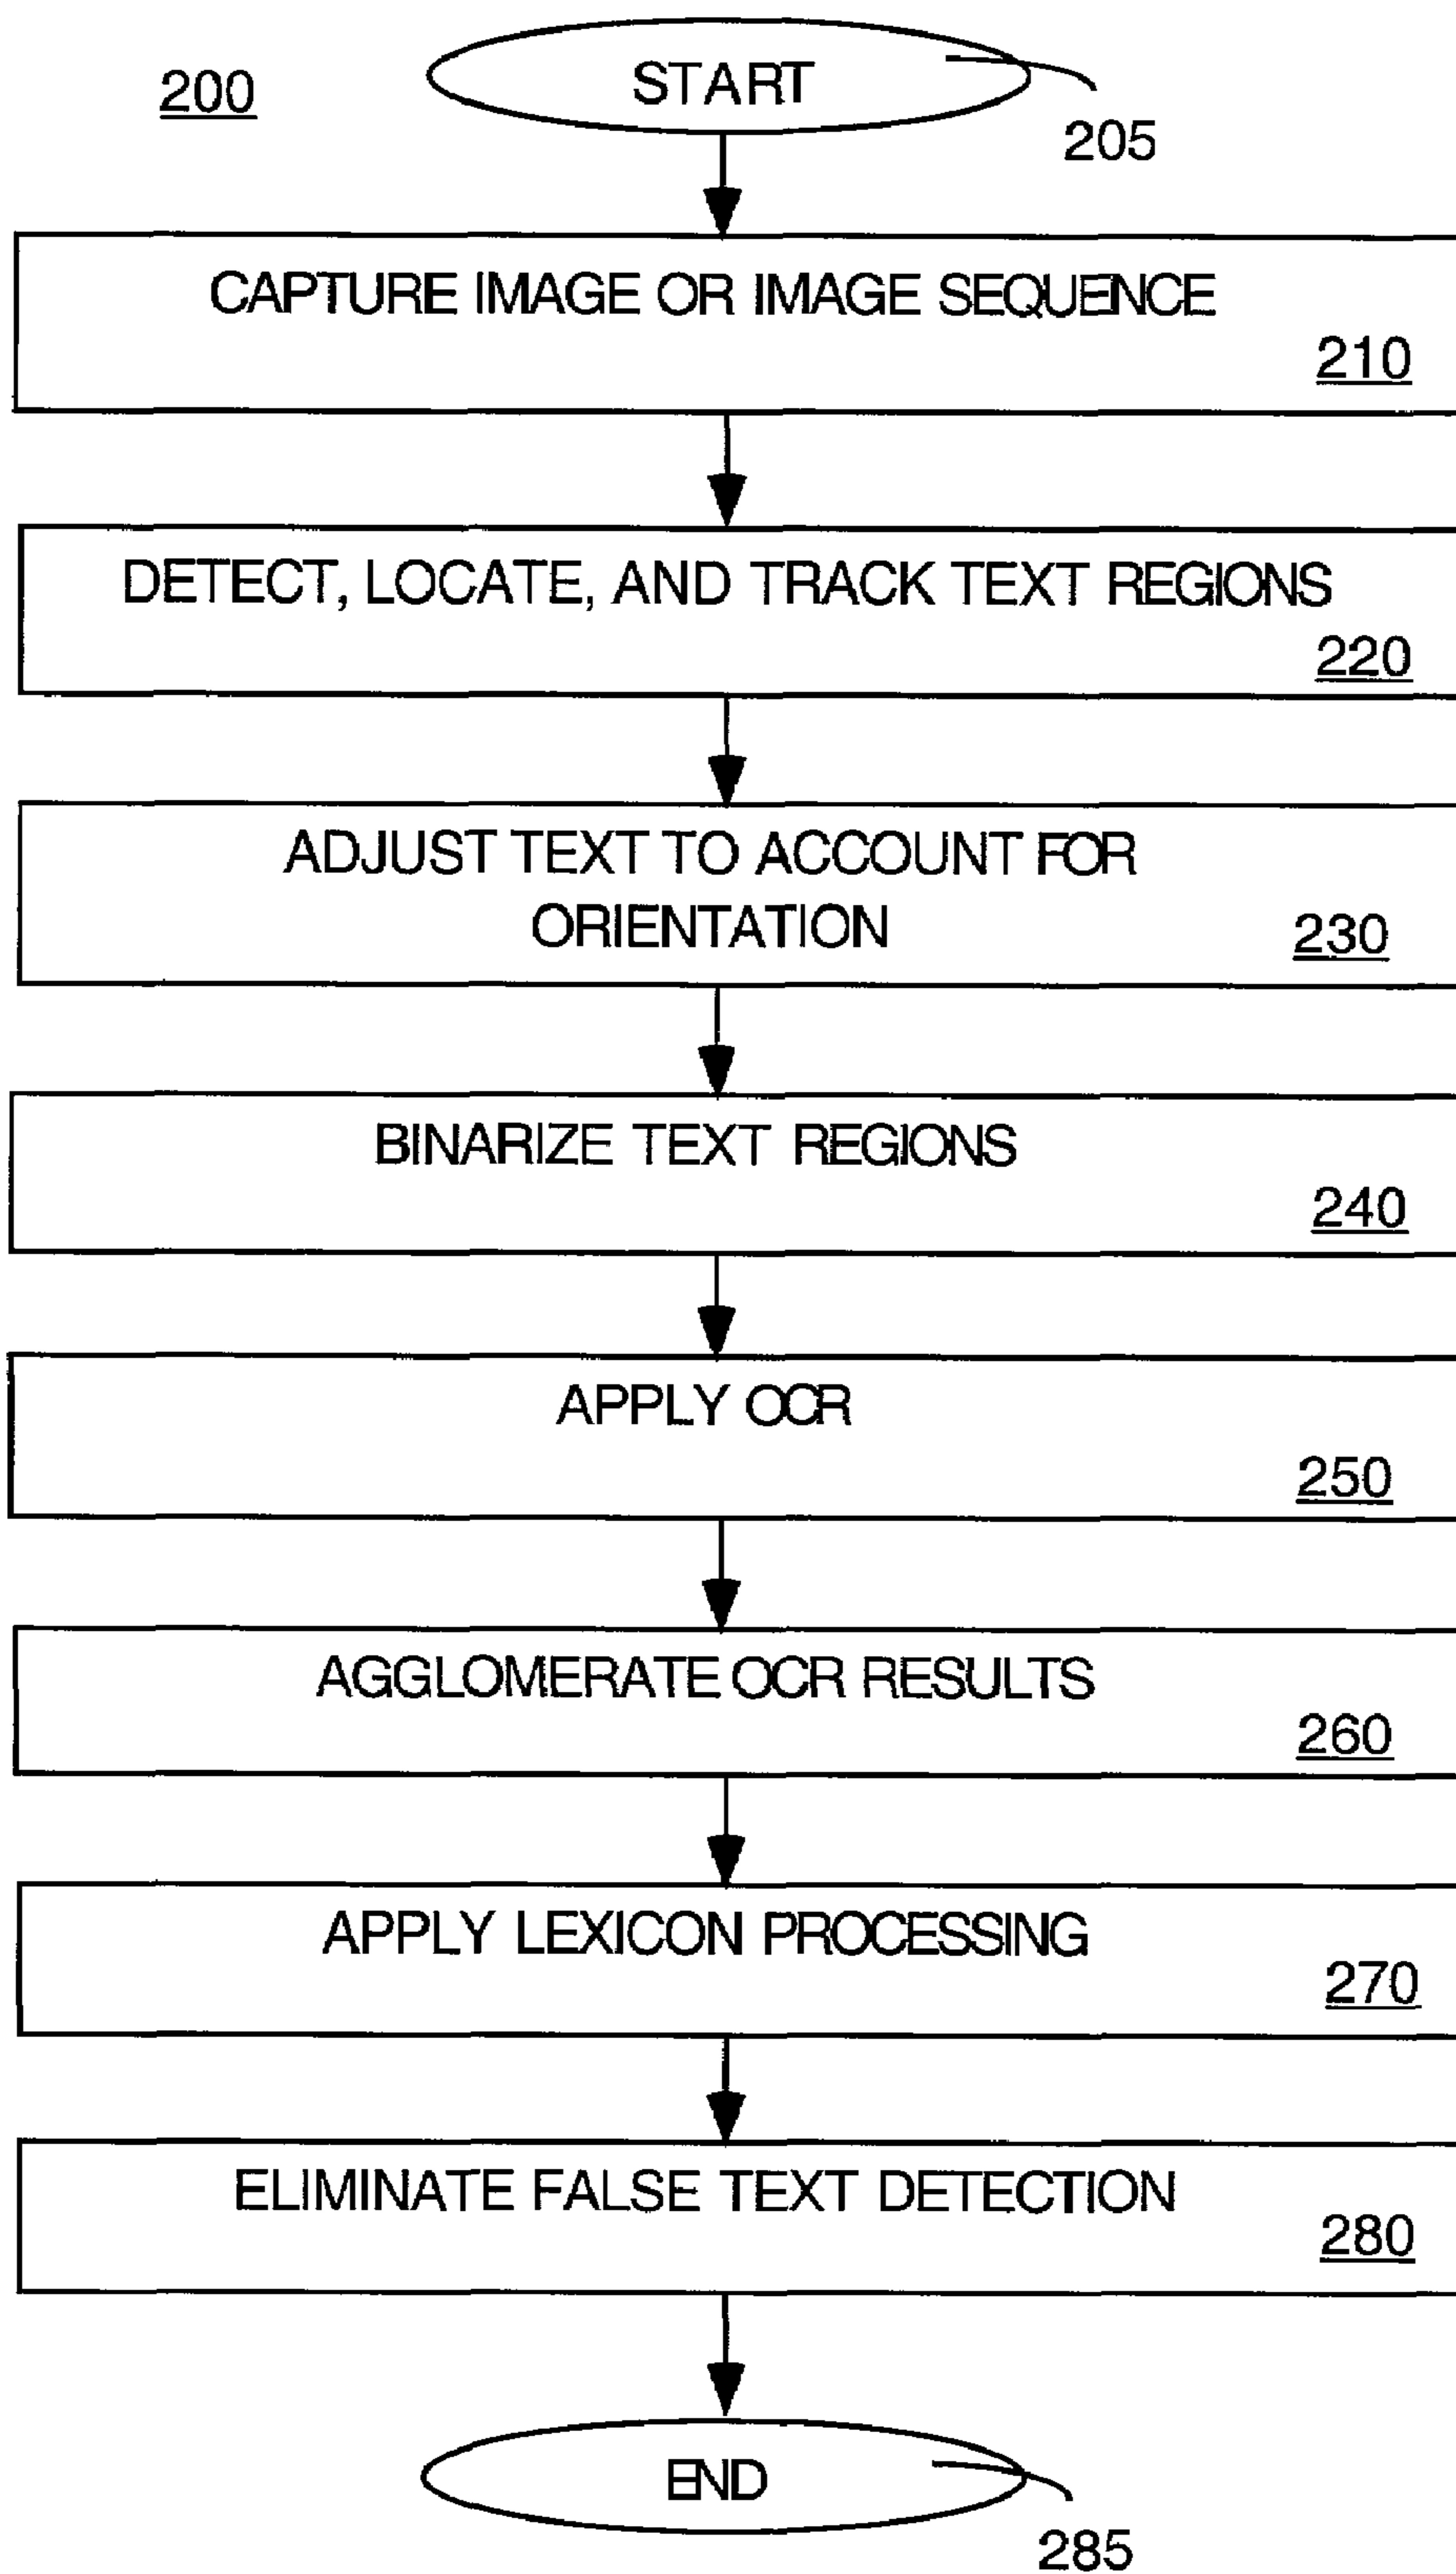 200
START
205
CAPTURE IMAGE OR IMAGE SEQUENCE
210
DETECT, LOCATE, AND TRACK TEXT REGIONS
220
ADJUST TEXT TO ACCOUNT FOR
ORIENTATION
230
BINARIZE TEXT REGIONS
240
APPLY OCR
250
AGGLOMERATE OCR RESULTS
260
APPLY LEXICON PROCESSING
270
ELIMINATE FALSE TEXT DETECTION
280
END
285